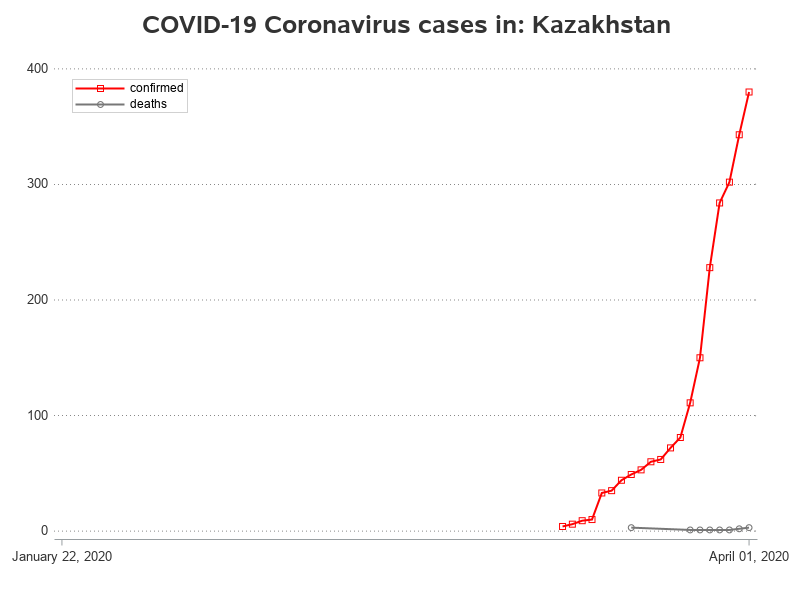 COVID-19 Coronavirus cases in: Kazakhstan
400
confirmed
deaths
300
200
100
0
January 22, 2020
April 01, 2020